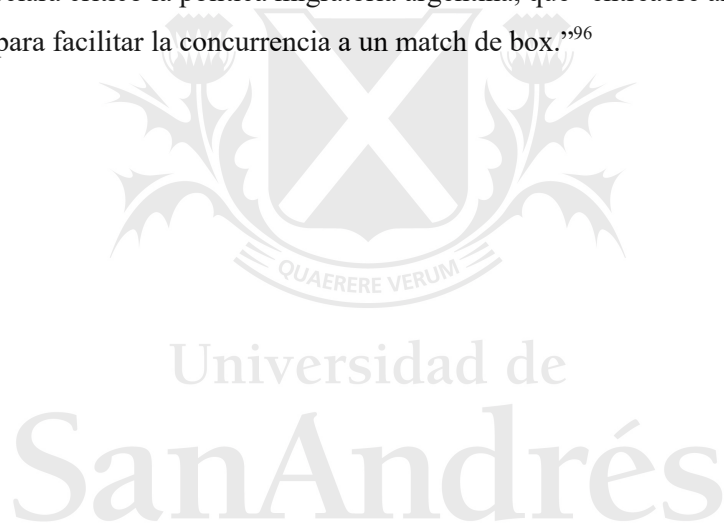 la política migratoria argentina, que
para facilitar la concurrencia a un match de box.”96
QUAERERE VERUM
Universidad de
SanAndrés